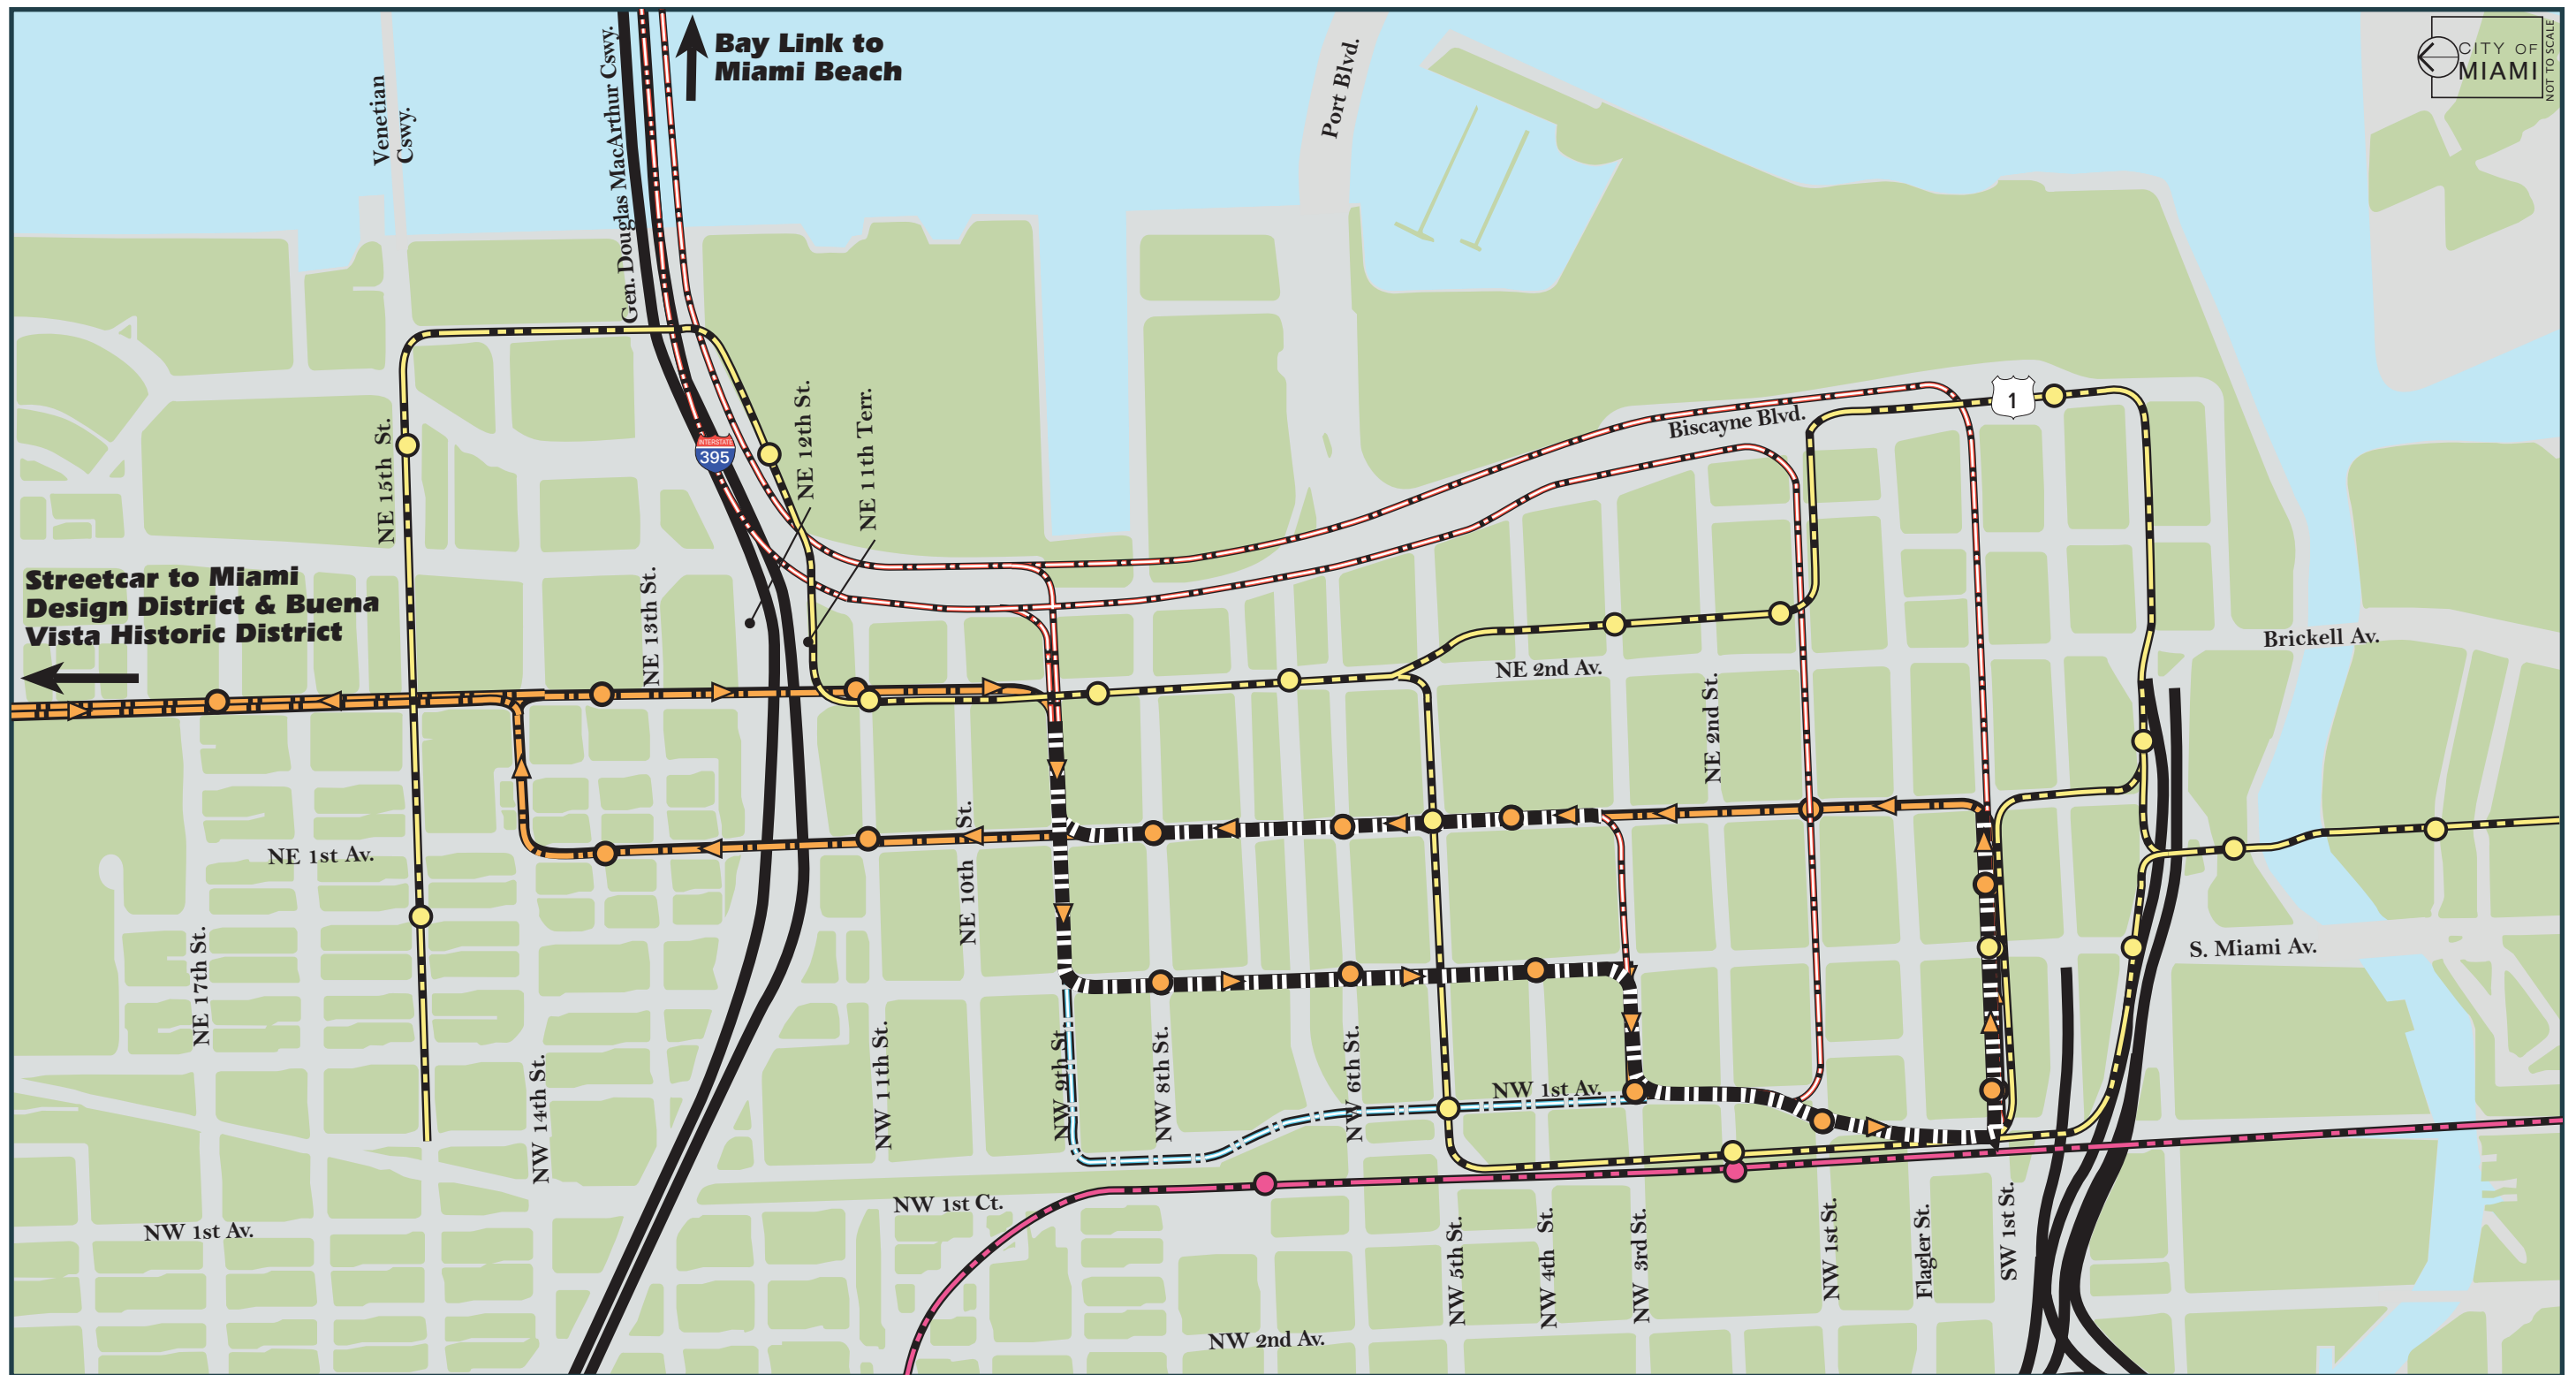 Bay Link to
Miami Beach
CITY OF
MIAMI
NOT TO SCALE
Venetian
Cswy.
Gen. Douglas MacArthur Cswy.
Port Blvd.
INTERSTATE
395
NE 12th St.
NE 11th Terr.
NE 15th St.
Biscayne Blvd.
1
Streetcar to Miami
Design District & Buena
Vista Historic District
NE 13th St.
NE 2nd Av.
NE 2nd St.
Brickell Av.
NE 1st Av.
NE 10th St.
NE 17th St.
S. Miami Av.
NW 14th St.
NW 11th St.
NW 9th St.
NW 8th St.
NW 6th St.
NW 1st Av.
NW 1st Ct.
NW 1st Av.
NW 5th St.
NW 4th St.
NW 3rd St.
NW 1st St.
Flagler St.
SW 1st St.
NW 2nd Av.